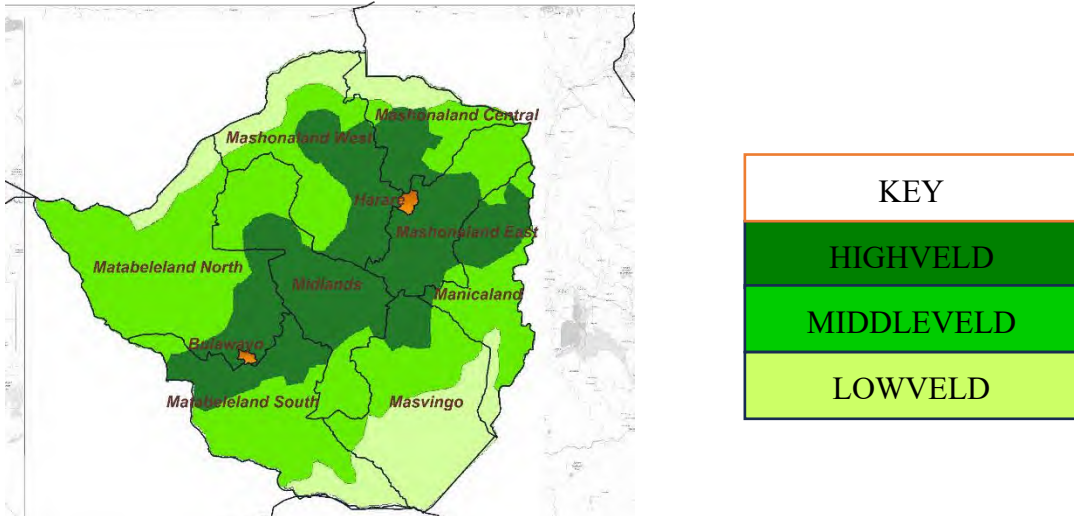 Mashonaland Central
Mashonaland West
Harare
Mashonaland East
Matabeleland North
Midlands
Manicaland
Bulawayo
Matabeleland South
Masvingo
KEY
HIGHVELD
MIDDLEVELD
LOWVELD